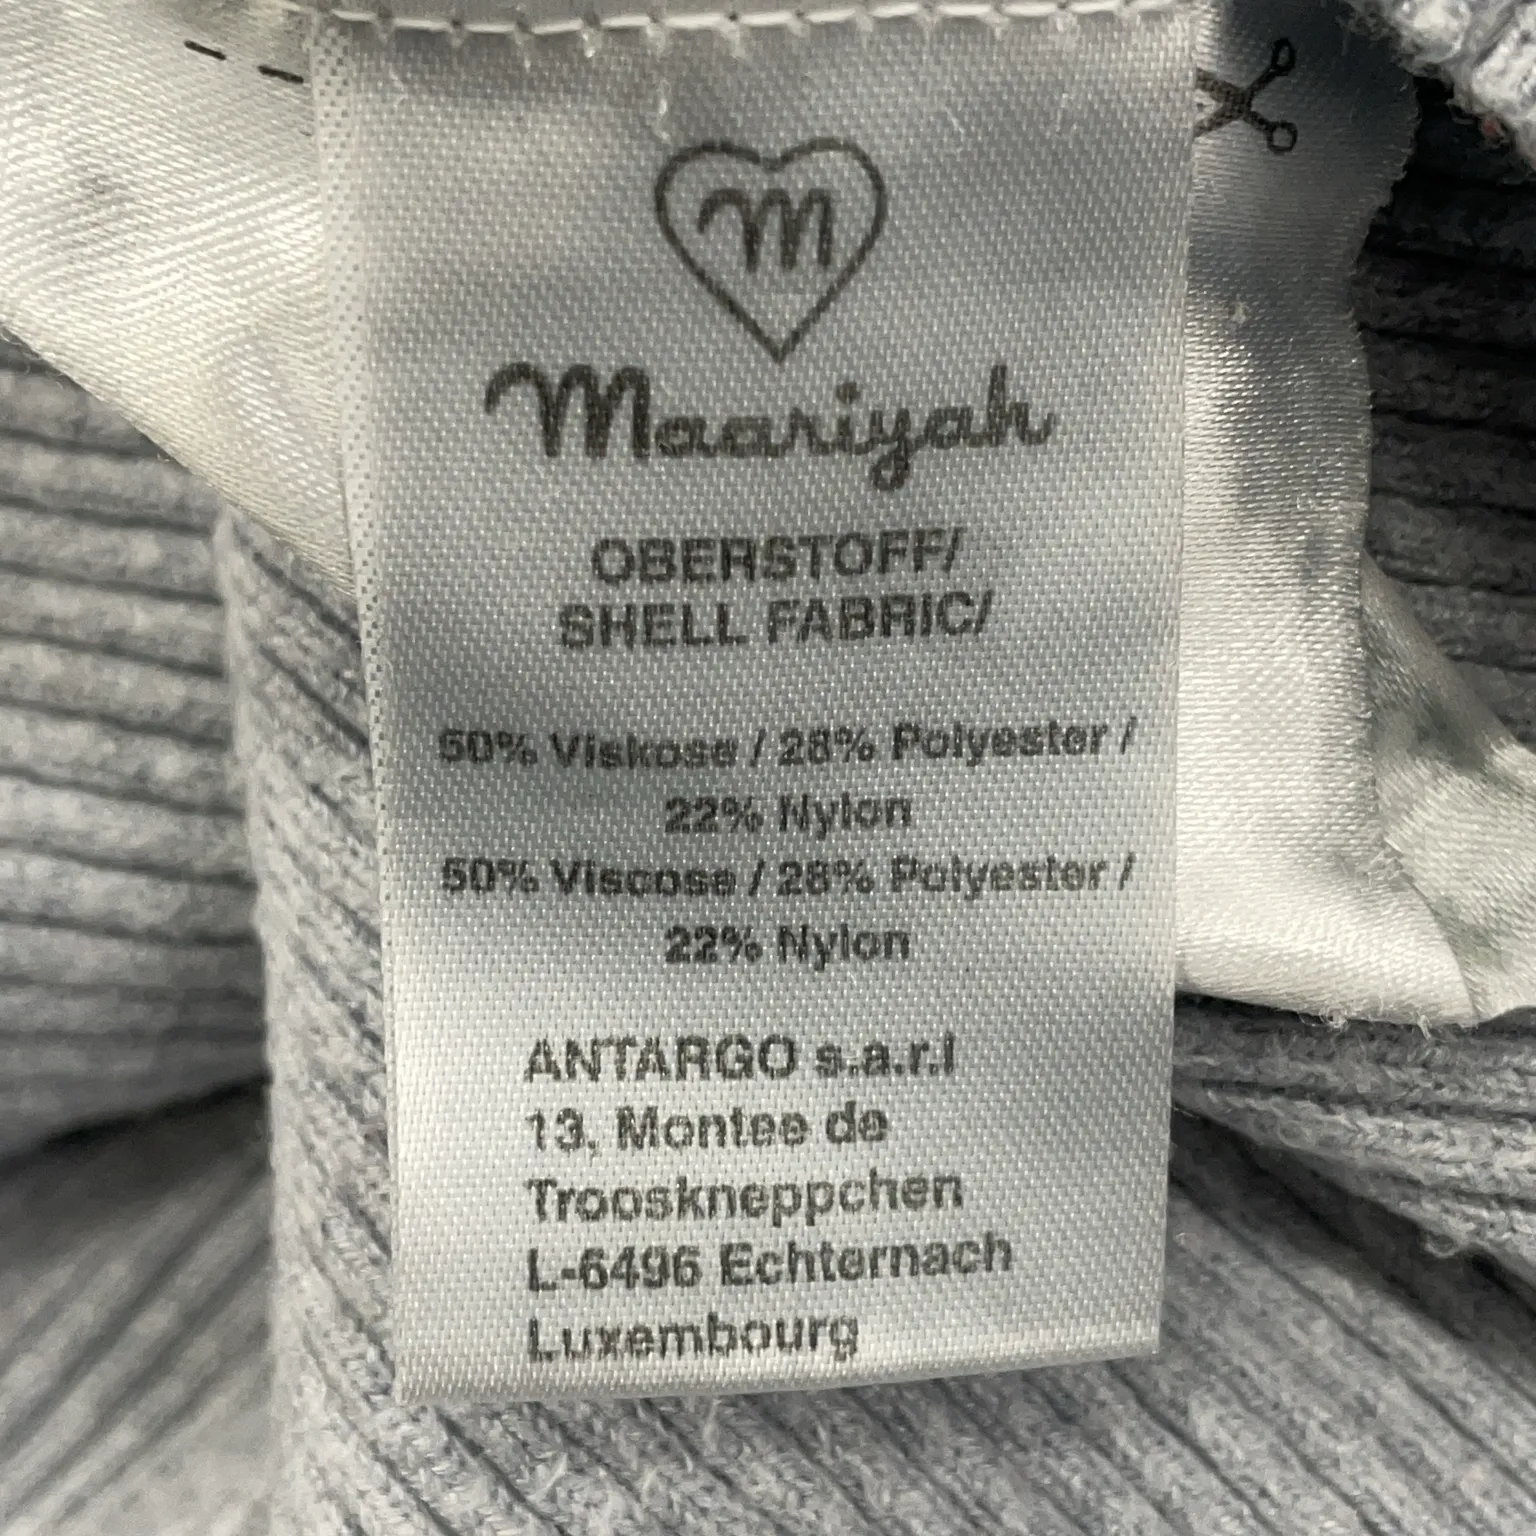 M
Maariyah
OBERSTOFF/
SHELL FABRIC/
50% Viskose / 28% Polyester /
22% Nylon
50% Viscose / 28% Polyester /
22% Nylon
ANTARGO s.a.r.l
13, Montee de
Trooskneppchen
L-6496 Echternach
Luxembourg